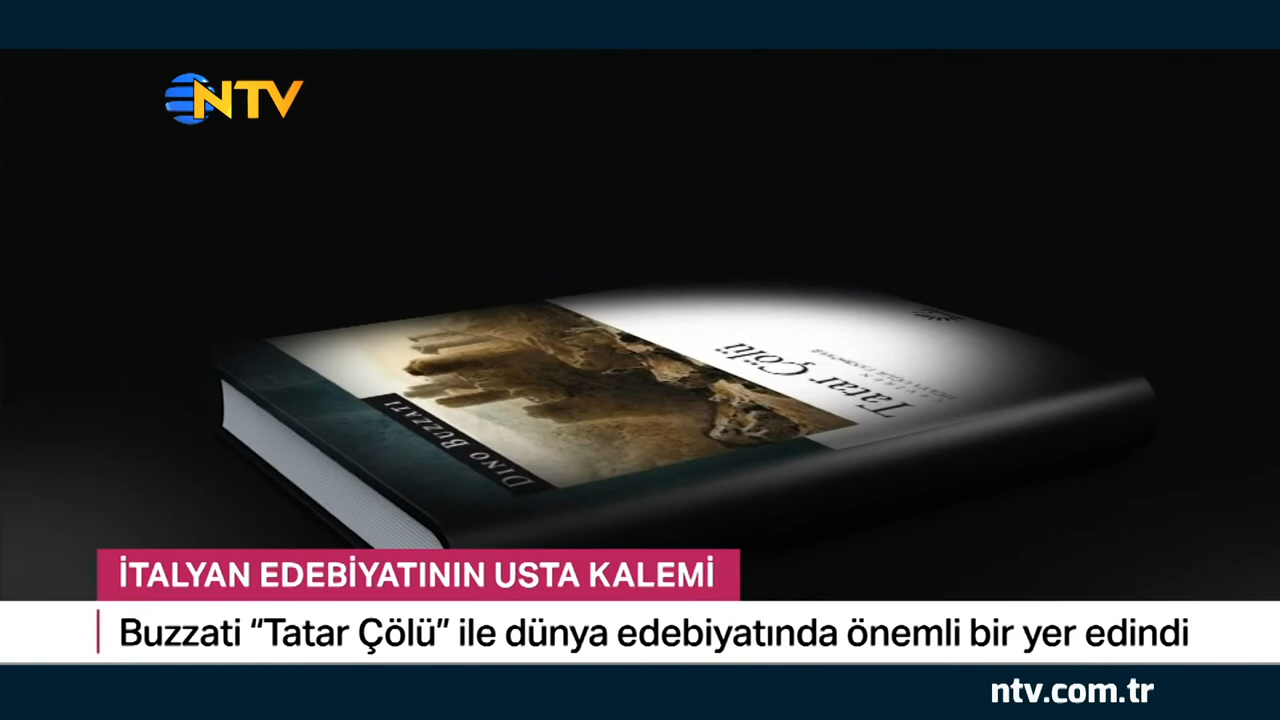 NTV
Tatar Çölü
DINO BUZZATI
İTALYAN EDEBİYATININ USTA KALEMİ
Buzzati “Tatar Çölü” ile dünya edebiyatında önemli bir yer edindi
ntv.com.tr